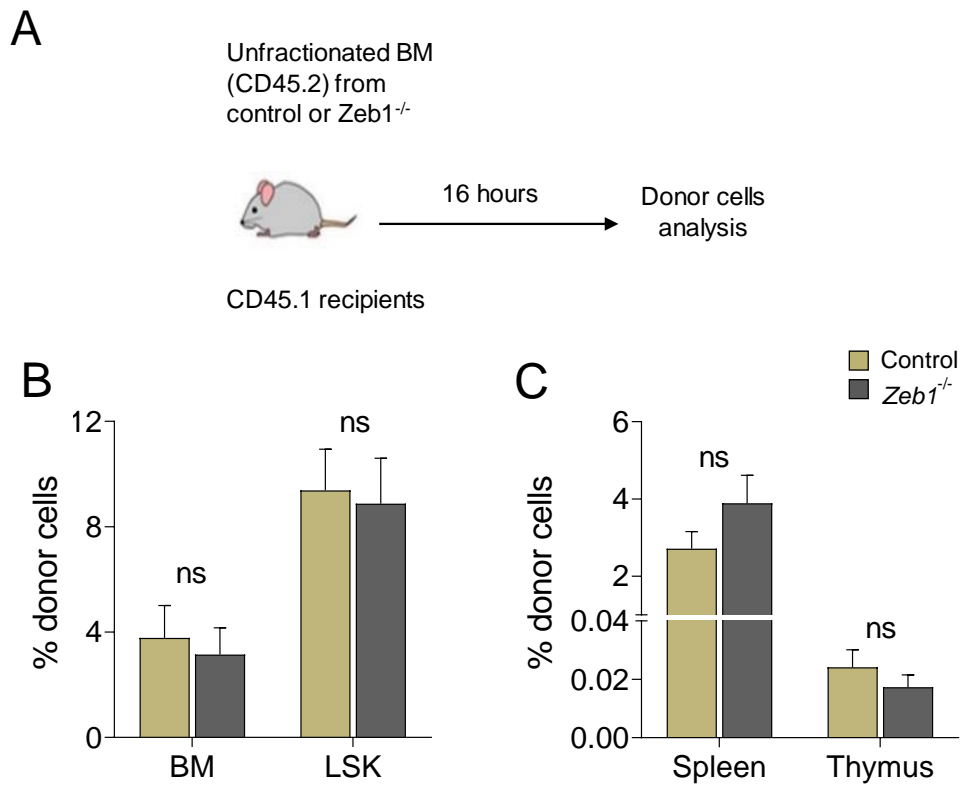 A
Unfractionated BM
(CD45.2) from
control or Zeb1-/-
16 hours
Donor cells
analysis
CD45.1 recipients
B
% donor cells
12
8
4
0
ns
ns
BM
LSK
C
Control
Zeb1-/-
% donor cells
6
4
2
0.04
0.02
0.00
ns
ns
Spleen
Thymus